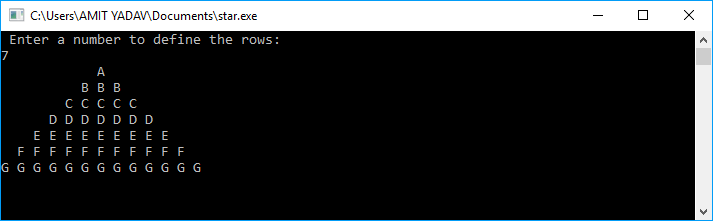 C:\Users\AMIT YADAV\Documents\star.exe
Enter a number to define the rows:
7
A
B B B
C C C C C
D D D D D D D
E E E E E E E E E
F F F F F F F F F F F
G G G G G G G G G G G G G